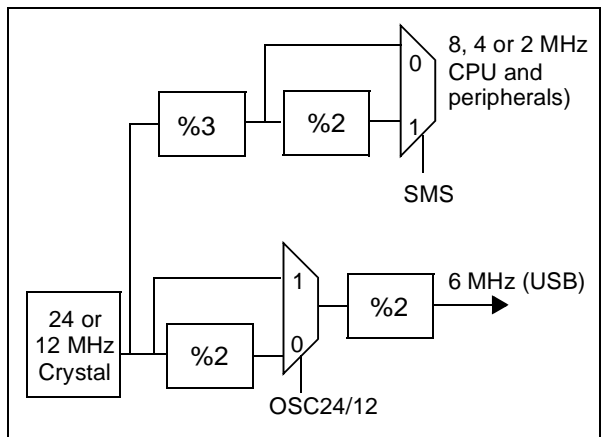 8, 4 or 2 MHz
CPU and
peripherals)
0
1
%3
%2
SMS
6 MHz (USB)
1
0
%2
%2
24 or
12 MHz
Crystal
OSC24/12